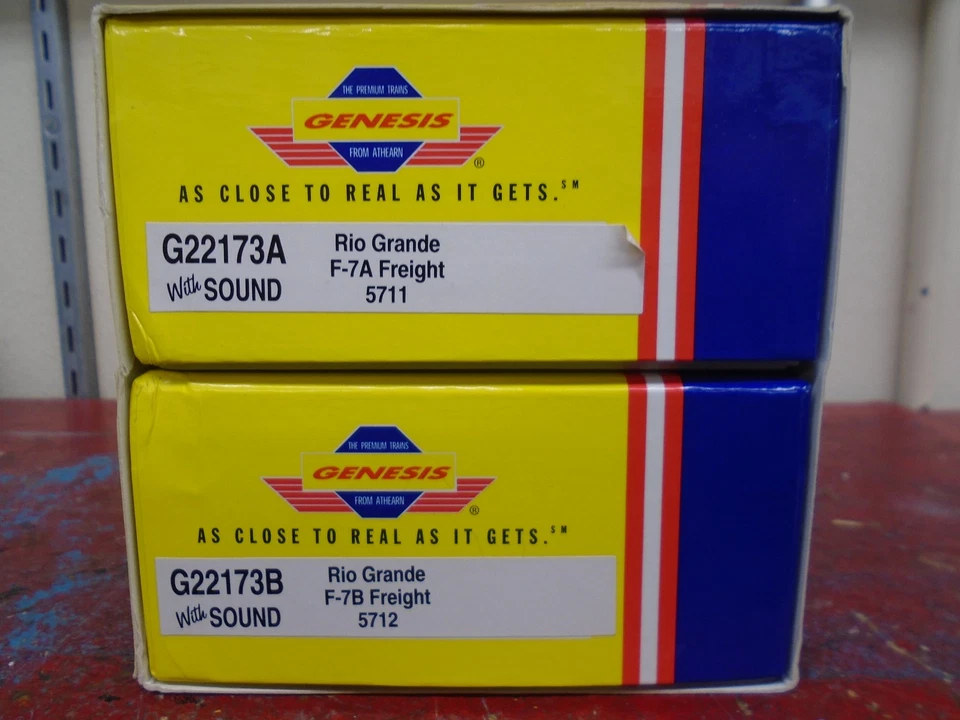 THE PREMIUM TRAINS
GENESIS
FROM ATHEARN
®
AS CLOSE TO REAL AS IT GETS.SM
G22173A
With SOUND
Rio Grande
F-7A Freight
5711
THE PREMIUM TRAINS
GENESIS
FROM ATHEARN
®
AS CLOSE TO REAL AS IT GETS.SM
G22173B
With SOUND
Rio Grande
F-7B Freight
5712